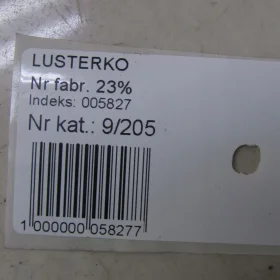 LUSTERKO
Nr fabr. 23%
Indeks: 005827
Nr kat.: 9/205
1 000000 058277